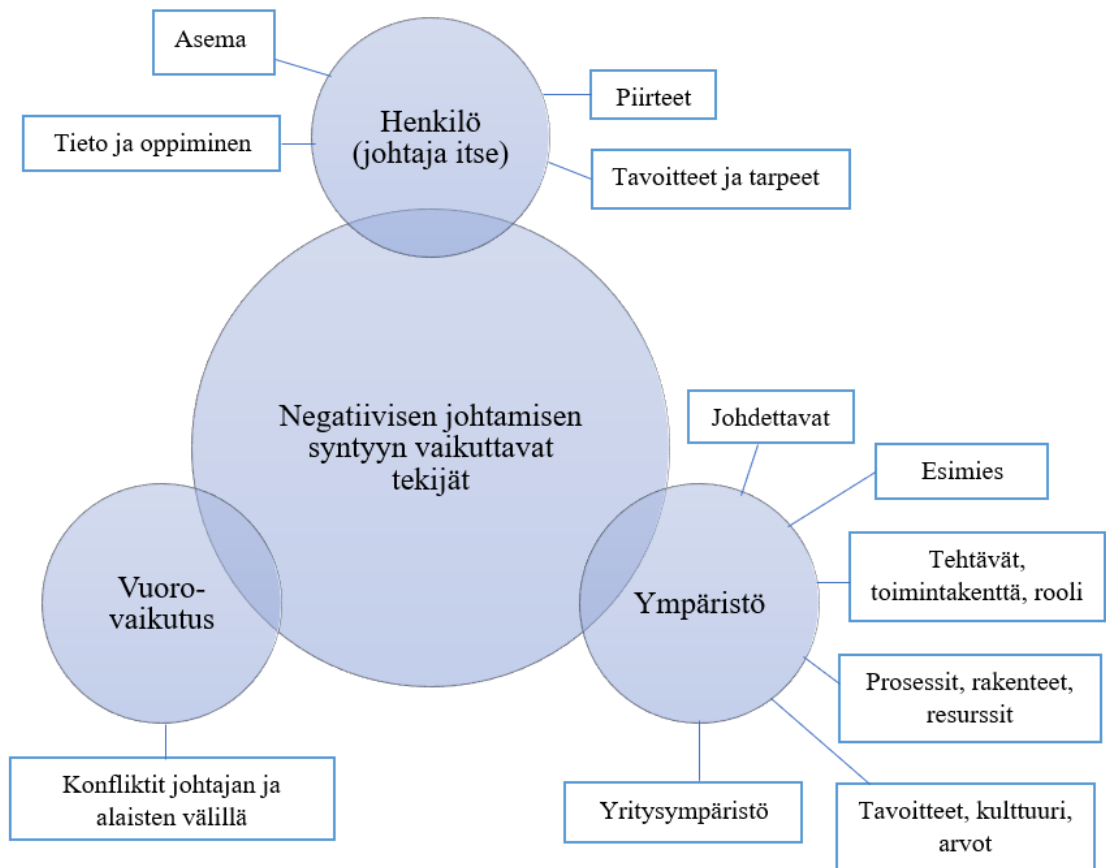 Asema
Piirteet
Henkilö
(johtaja itse)
Tieto ja oppiminen
Tavoitteet ja tarpeet
Negatiivisen johtamisen
syntyyn vaikuttavat
tekijät
Johdettavat
Esimies
Tehtävät,
toimintakenttä, rooli
Vuoro-
vaikutus
Ympäristö
Prosessit, rakenteet,
resurssit
Konfliktit johtajan ja
alaisten välillä
Yritysympäristö
Tavoitteet, kulttuuri,
arvot